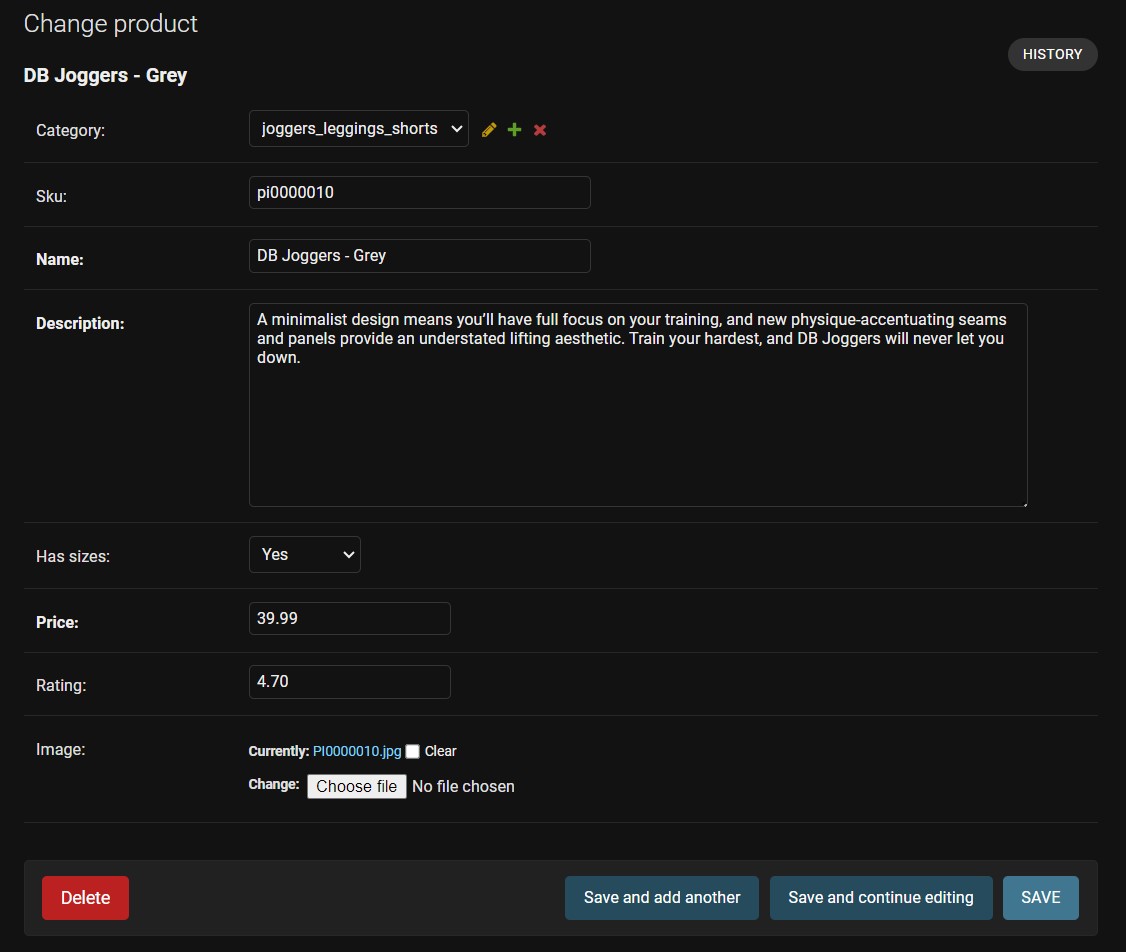 Change product
HISTORY
DB Joggers - Grey
Category: joggers_leggings_shorts
Sku: pi0000010
Name: DB Joggers - Grey
Description: A minimalist design means you’ll have full focus on your training, and new physique-accentuating seams
and panels provide an understated lifting aesthetic. Train your hardest, and DB Joggers will never let you
down.
Has sizes: Yes
Price: 39.99
Rating: 4.70
Image: Currently: PI0000010.jpg Clear
Change: Choose file No file chosen
Delete Save and add another Save and continue editing SAVE